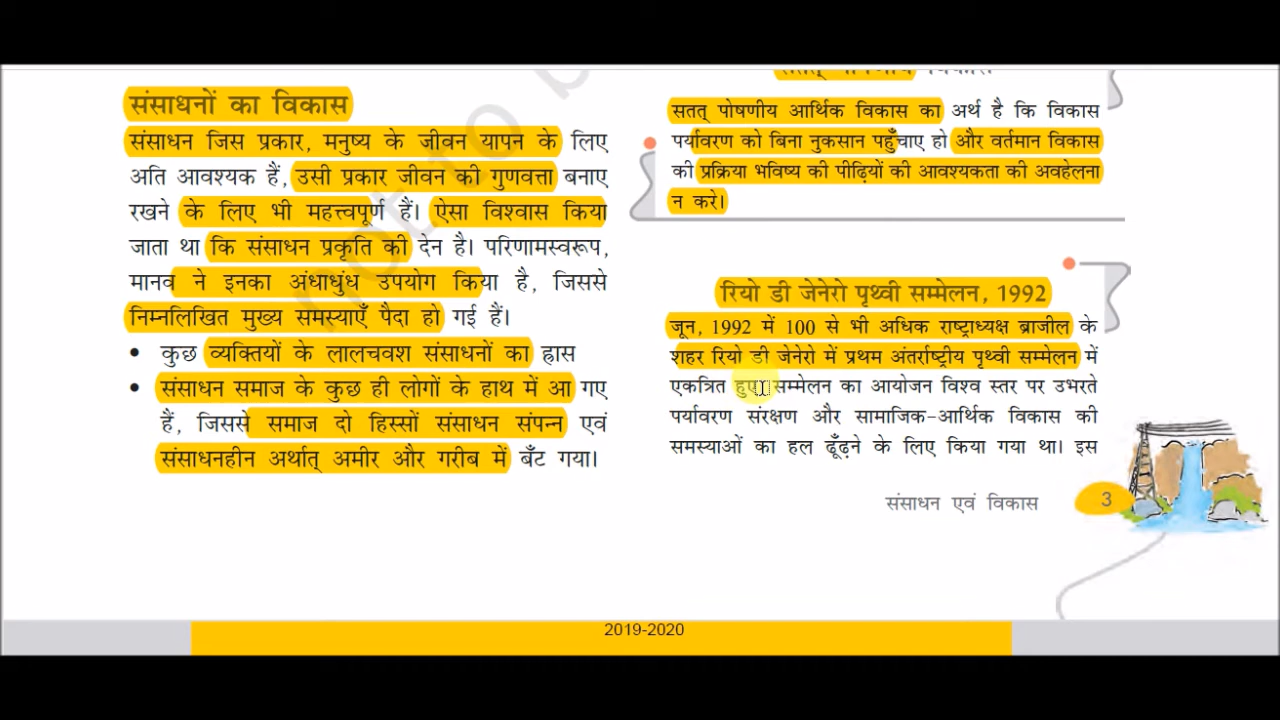 संसाधनों का विकास
संसाधन जिस प्रकार, मनुष्य के जीवन यापन के लिए
अति आवश्यक हैं, उसी प्रकार जीवन की गुणवत्ता बनाए
रखने के लिए भी महत्त्वपूर्ण हैं। ऐसा विश्वास किया
जाता था कि संसाधन प्रकृति की देन है। परिणामस्वरूप,
मानव ने इनका अंधाधुंध उपयोग किया है, जिससे
निम्नलिखित मुख्य समस्याएँ पैदा हो गई हैं।
• कुछ व्यक्तियों के लालचवश संसाधनों का ह्रास
• संसाधन समाज के कुछ ही लोगों के हाथ में आ गए
हैं, जिससे समाज दो हिस्सों संसाधन संपन्न एवं
संसाधनहीन अर्थात् अमीर और गरीब में बँट गया।
not to b
सतत् पोषणीय आर्थिक विकास का अर्थ है कि विकास
पर्यावरण को बिना नुकसान पहुँचाए हो और वर्तमान विकास
की प्रक्रिया भविष्य की पीढ़ियों की आवश्यकता की अवहेलना
न करे।
रियो डी जेनेरो पृथ्वी सम्मेलन, 1992
जून, 1992 में 100 से भी अधिक राष्ट्राध्यक्ष ब्राजील के
शहर रियो डी जेनेरो में प्रथम अंतर्राष्ट्रीय पृथ्वी सम्मेलन में
एकत्रित हुए। सम्मेलन का आयोजन विश्व स्तर पर उभरते
पर्यावरण संरक्षण और सामाजिक-आर्थिक विकास की
समस्याओं का हल ढूँढ़ने के लिए किया गया था। इस
संसाधन एवं विकास 3
2019-2020